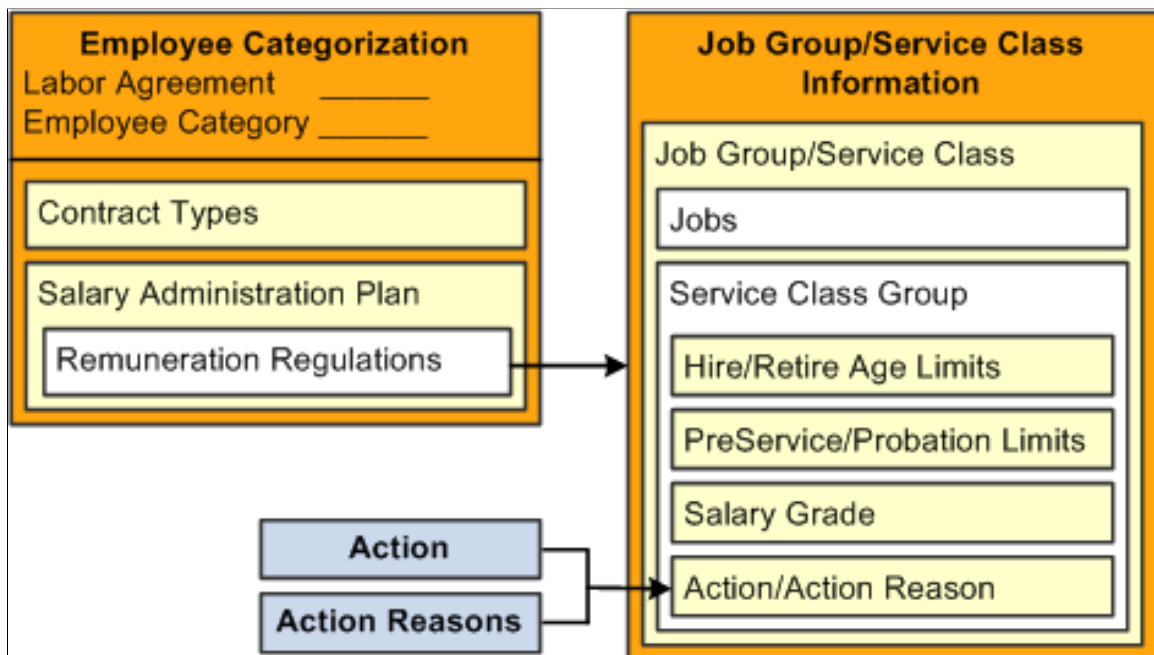 Employee Categorization
Labor Agreement ______
Employee Category ______
Contract Types
Salary Administration Plan
Remuneration Regulations
Action
Action Reasons
Job Group/Service Class
Information
Job Group/Service Class
Jobs
Service Class Group
Hire/Retire Age Limits
PreService/Probation Limits
Salary Grade
Action/Action Reason